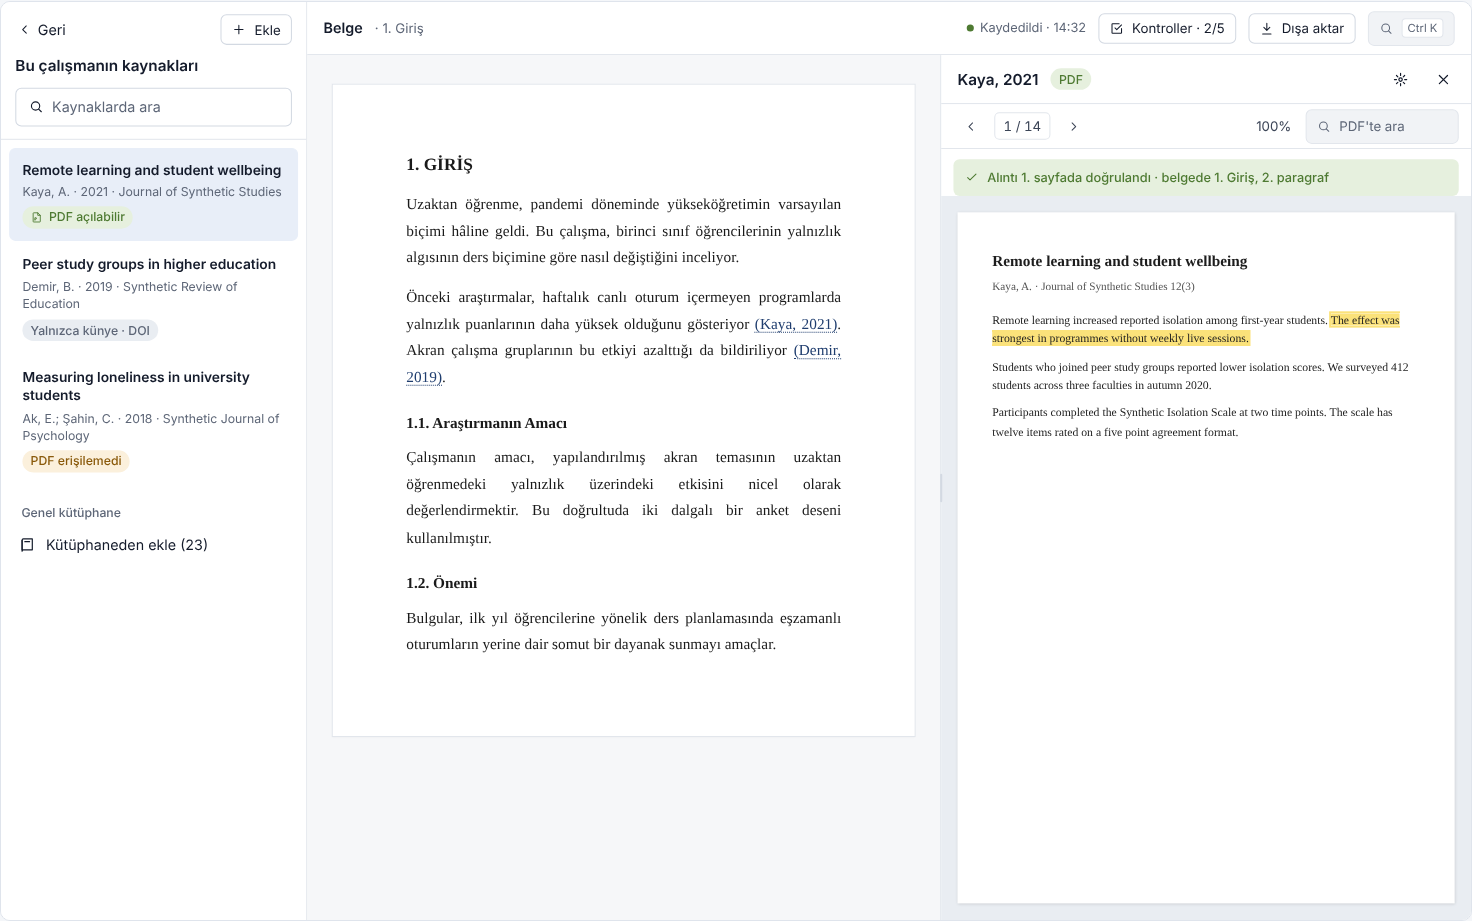 Geri
Ekle
Bu çalışmanın kaynakları
Kaynaklarda ara
Remote learning and student wellbeing
Kaya, A. · 2021 · Journal of Synthetic Studies
PDF açılabilir
Peer study groups in higher education
Demir, B. · 2019 · Synthetic Review of
Education
Yalnızca künye · DOI
Measuring loneliness in university
students
Ak, E.; Şahin, C. · 2018 · Synthetic Journal of
Psychology
PDF erişilemedi
Genel kütüphane
Kütüphaneden ekle (23)
Belge · 1. Giriş
Kaydedildi · 14:32
Kontroller · 2/5
Dışa aktar
Ctrl K
1. GİRİŞ
Uzaktan öğrenme, pandemi döneminde yükseköğretimin varsayılan
biçimi hâline geldi. Bu çalışma, birinci sınıf öğrencilerinin yalnızlık
algısının ders biçimine göre nasıl değiştiğini inceliyor.
Önceki araştırmalar, haftalık canlı oturum içermeyen programlarda
yalnızlık puanlarının daha yüksek olduğunu gösteriyor (Kaya, 2021).
Akran çalışma gruplarının bu etkiyi azalttığı da bildiriliyor (Demir,
2019).
1.1. Araştırmanın Amacı
Çalışmanın amacı, yapılandırılmış akran temasının uzaktan
öğrenmedeki yalnızlık üzerindeki etkisini nicel olarak
değerlendirmektir. Bu doğrultuda iki dalgalı bir anket deseni
kullanılmıştır.
1.2. Önemi
Bulgular, ilk yıl öğrencilerine yönelik ders planlamasında eşzamanlı
oturumların yerine dair somut bir dayanak sunmayı amaçlar.
Kaya, 2021
PDF
1 / 14
100%
PDF'te ara
Alıntı 1. sayfada doğrulandı · belgede 1. Giriş, 2. paragraf
Remote learning and student wellbeing
Kaya, A. · Journal of Synthetic Studies 12(3)
Remote learning increased reported isolation among first-year students. The effect was
strongest in programmes without weekly live sessions.
Students who joined peer study groups reported lower isolation scores. We surveyed 412
students across three faculties in autumn 2020.
Participants completed the Synthetic Isolation Scale at two time points. The scale has
twelve items rated on a five point agreement format.